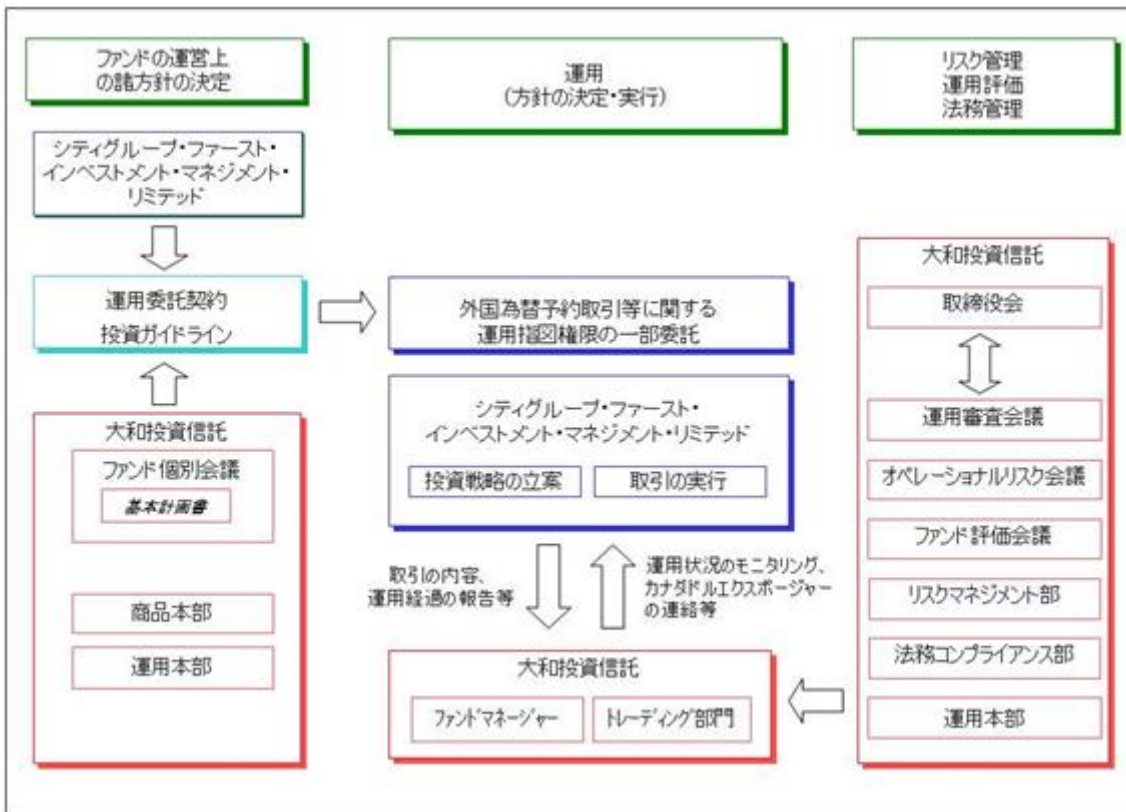 ファンドの運営上
の諸方針の決定
運用
(方針の決定・実行)
リスク管理
運用評価
法務管理
シティグループ・ファースト・
インベストメント・マネジメント・
リミテッド
運用委託契約
投資ガイドライン
外国為替予約取引等に関する
運用指図権限の一部委託
大和投資信託
ファンド個別会議
基本計画書
商品本部
運用本部
シティグループ・ファースト・
インベストメント・マネジメント・リミテッド
投資戦略の立案
取引の実行
取引の内容、
運用経過の報告等
運用状況のモニタリング、
カナダドルエクスポージャー
の連絡等
大和投資信託
ファンドマネージャー
トレーディング部門
大和投資信託
取締役会
運用審査会議
オペレーショナルリスク会議
ファンド評価会議
リスクマネジメント部
法務コンプライアンス部
運用本部